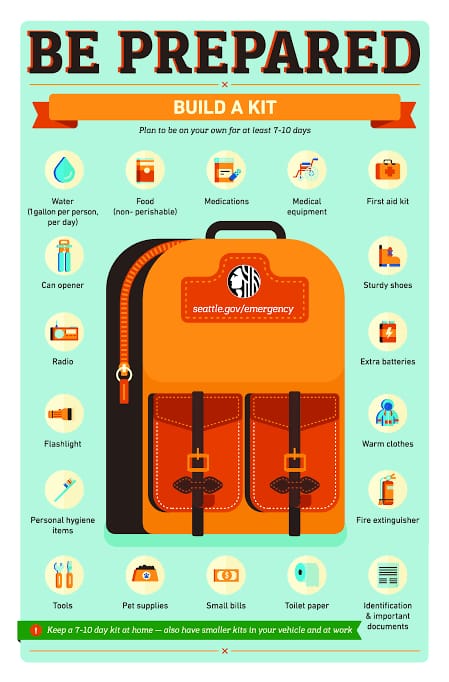 BE PREPARED
BUILD A KIT
Plan to be on your own for at least 7-10 days
Water
(1 gallon per person,
per day)
Food
(non- perishable)
Medications
Medical
equipment
First aid kit
Can opener
seattle.gov/emergency
Sturdy shoes
Radio
Extra batteries
Flashlight
Warm clothes
Personal hygiene
items
Fire extinguisher
Tools
Pet supplies
Small bills
Toilet paper
Identification
& important
documents
! Keep a 7-10 day kit at home — also have smaller kits in your vehicle and at work